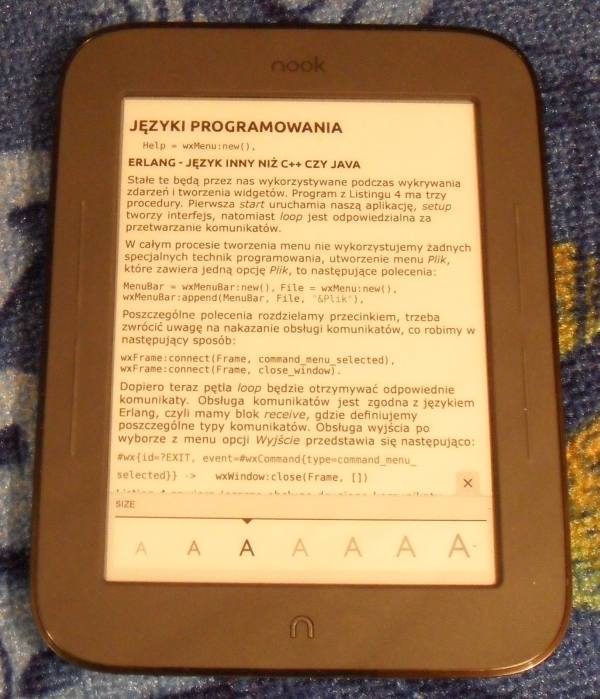 nook
JĘZYKI PROGRAMOWANIA
Help = wxMenu:new(),
ERLANG - JĘZYK INNY NIŻ C++ CZY JAVA
Stałe te będą przez nas wykorzystywane podczas wykrywania
zdarzeń i tworzenia widgetów. Program z Listingu 4 ma trzy
procedury. Pierwsza start uruchamia naszą aplikację, setup
tworzy interfejs, natomiast loop jest odpowiedzialna za
przetwarzanie komunikatów.
W całym procesie tworzenia menu nie wykorzystujemy żadnych
specjalnych technik programowania, utworzenie menu Plik,
które zawiera jedną opcję Plik, to następujące polecenia:
MenuBar = wxMenuBar:new(), File = wxMenu:new(),
wxMenuBar:append(MenuBar, File, "&Plik"),
Poszczególne polecenia rozdzielamy przecinkiem, trzeba
zwrócić uwagę na nakazanie obsługi komunikatów, co robimy w
następujący sposób:
wxFrame:connect(Frame, command_menu_selected),
wxFrame:connect(Frame, close_window).
Dopiero teraz pętla loop będzie otrzymywać odpowiednie
komunikaty. Obsługa komunikatów jest zgodna z językiem
Erlang, czyli mamy blok receive, gdzie definiujemy
poszczególne typy komunikatów. Obsługa wyjścia po
wyborze z menu opcji Wyjście przedstawia się następująco:
#wx{id=?EXIT, event=#wxCommand{type=command_menu_
selected}} -> wxWindow:close(Frame, [])
SIZE
A A A A A A A